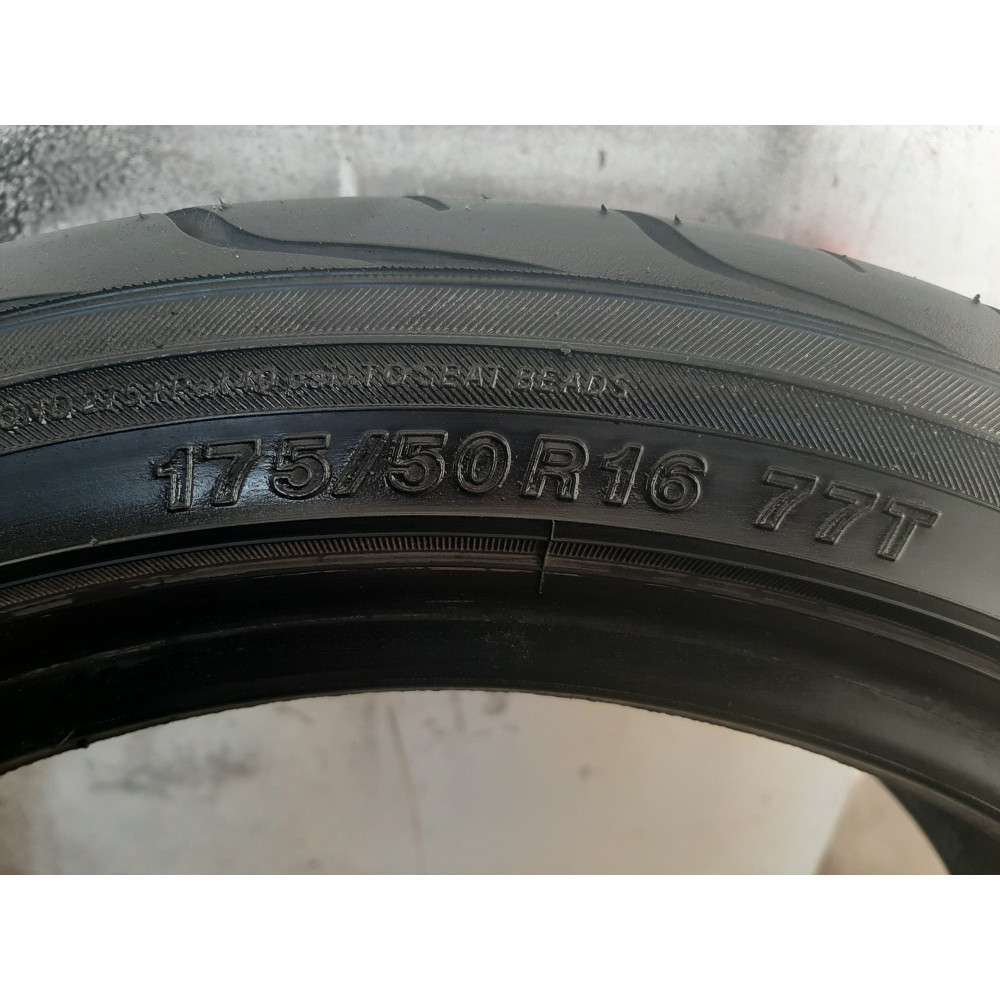 TO SEAT BEADS
175/50R16 77T